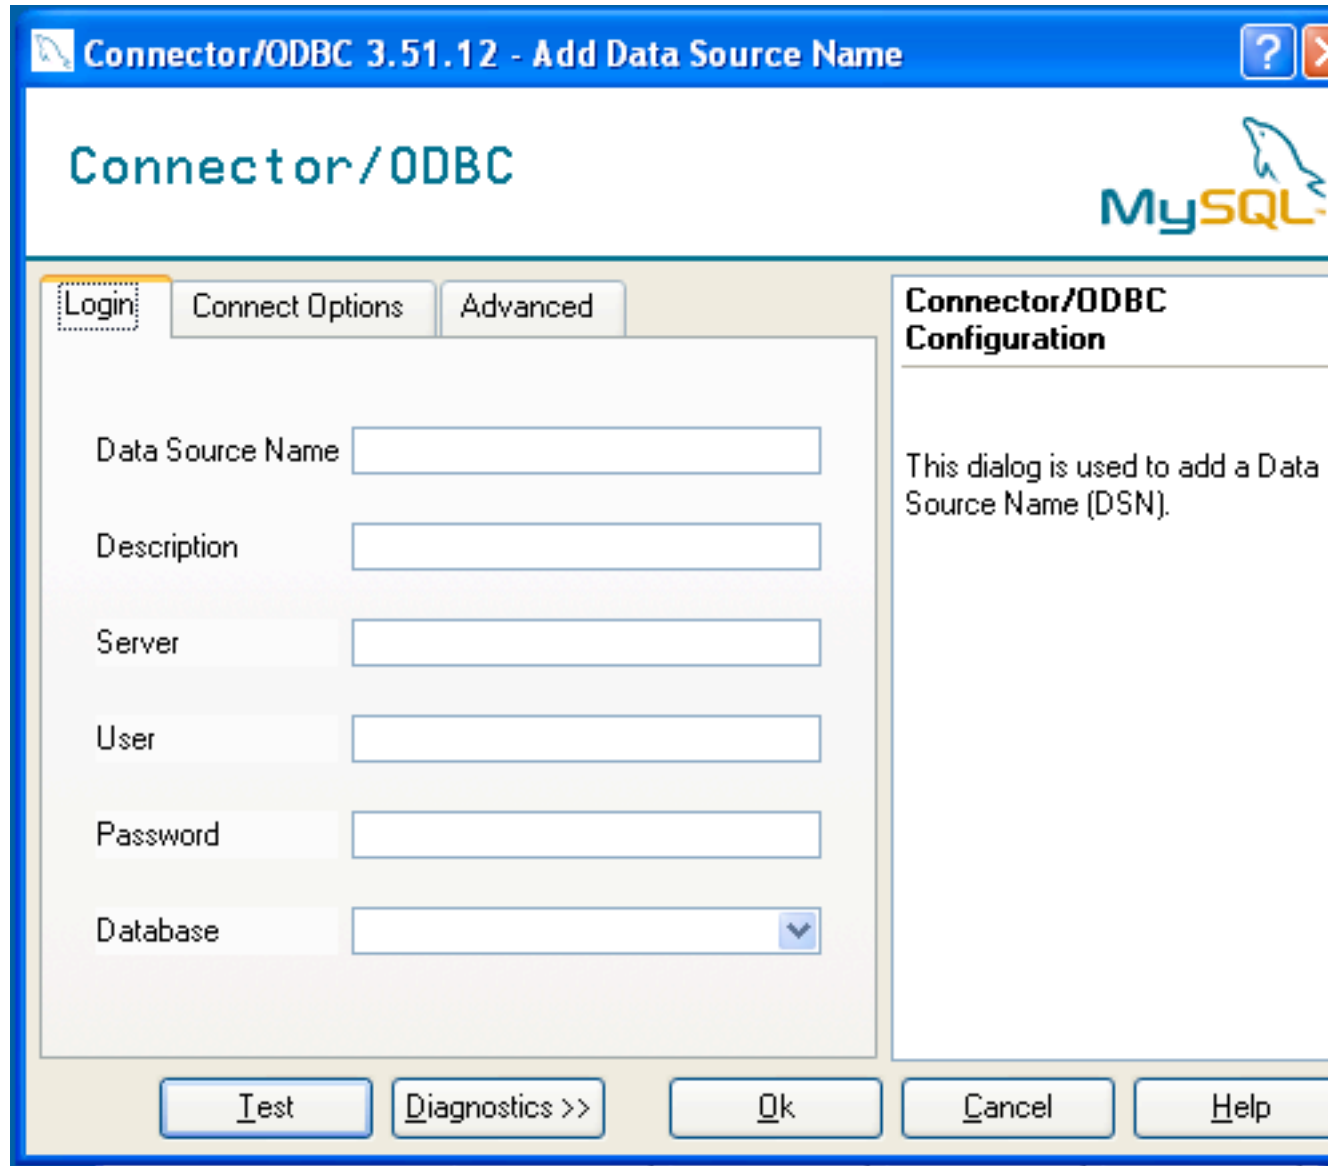 Connector/ODBC 3.51.12 - Add Data Source Name
?
Connector/ODBC
MySQL
Login
Connect Options
Advanced
Data Source Name
Description
Server
User
Password
Database
Connector/ODBC
Configuration
This dialog is used to add a Data
Source Name (DSN).
Test
Diagnostics >>
Ok
Cancel
Help